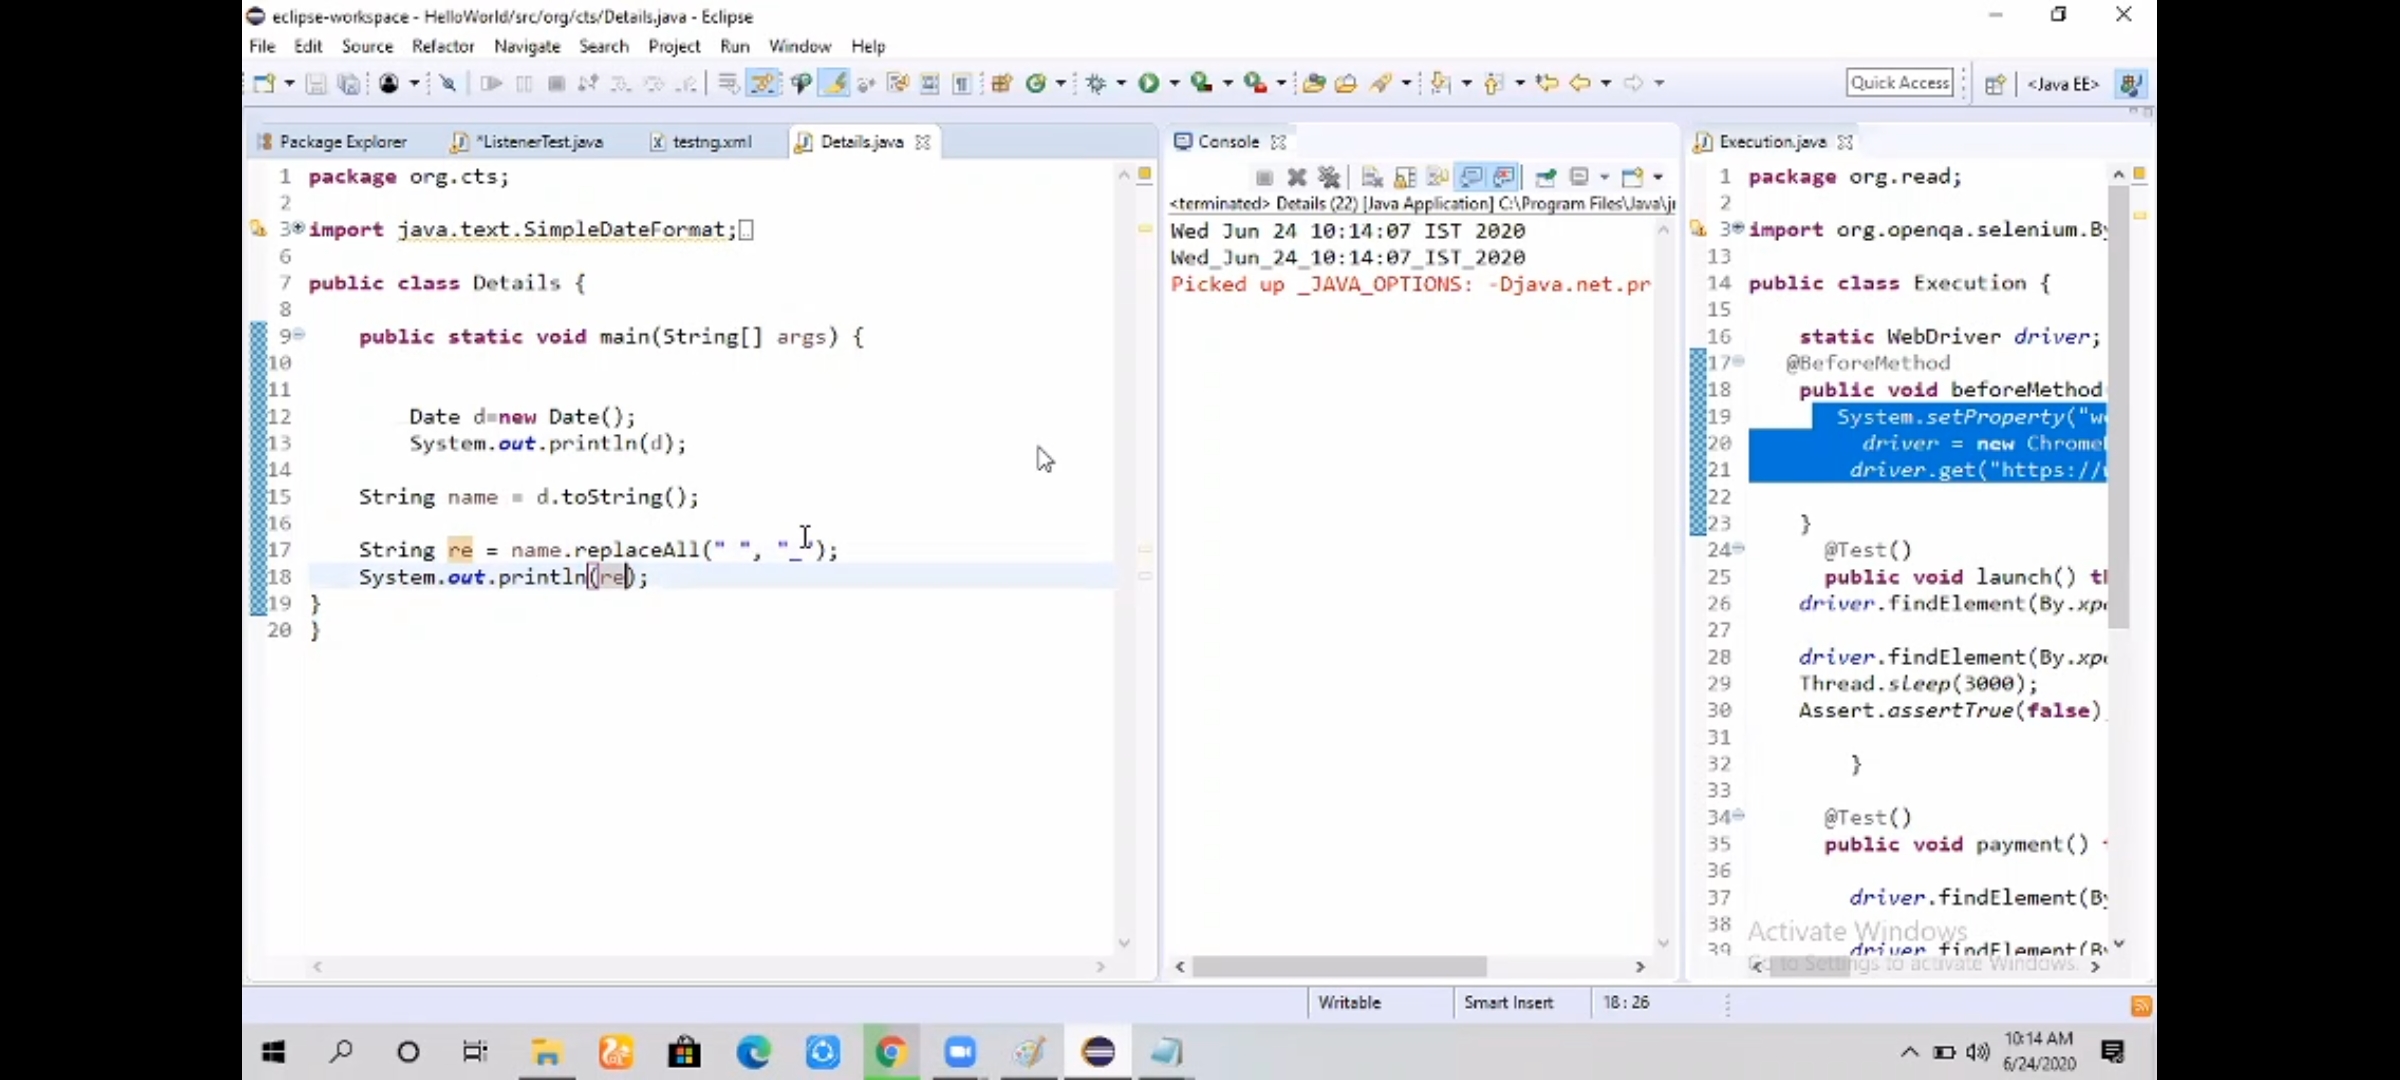 eclipse-workspace - HelloWorld/src/org/cts/Details.java - Eclipse
File Edit Source Refactor Navigate Search Project Run Window Help
Quick Access
<Java EE>
Package Explorer
*ListenerTest.java
testng.xml
Details.java
1 package org.cts;
2
3 import java.text.SimpleDateFormat;
6
7 public class Details {
8
9 public static void main(String[] args) {
10
11
12 Date d=new Date();
13 System.out.println(d);
14
15 String name = d.toString();
16
17 String re = name.replaceAll(" ", "_");
18 System.out.println(re);
19 }
20 }
Console
<terminated> Details (22) [Java Application] C:\Program Files\Java\jr
Wed Jun 24 10:14:07 IST 2020
Wed_Jun_24_10:14:07_IST_2020
Picked up _JAVA_OPTIONS: -Djava.net.pr
Execution.java
1 package org.read;
2
3 import org.openqa.selenium.By
13
14 public class Execution {
15
16 static WebDriver driver;
17 @BeforeMethod
18 public void beforeMethod
19 System.setProperty("we
20 driver = new Chrome
21 driver.get("https://
22
23 }
24 @Test()
25 public void launch() th
26 driver.findElement(By.xp
27
28 driver.findElement(By.xp
29 Thread.sleep(3000);
30 Assert.assertTrue(false)
31
32 }
33
34 @Test()
35 public void payment()
36
37 driver.findElement(By
38
39 driver.findElement(By
Activate Windows
Go to Settings to activate Windows.
Writable
Smart Insert
18 : 26
10:14 AM
6/24/2020